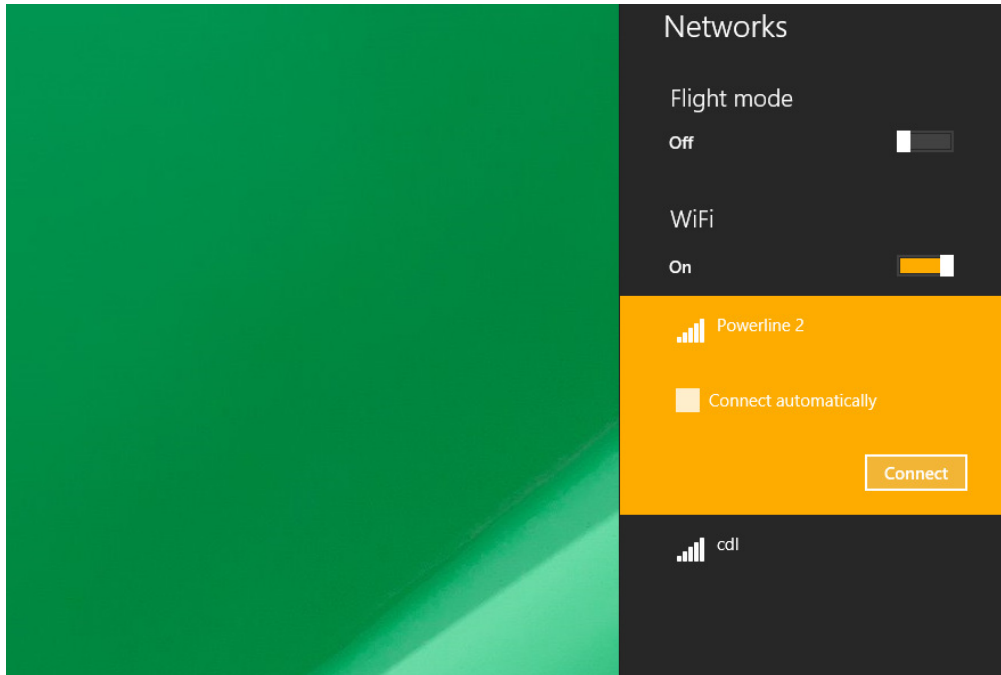 Networks
Flight mode
Off
WiFi
On
Powerline 2
Connect automatically
Connect
cdl